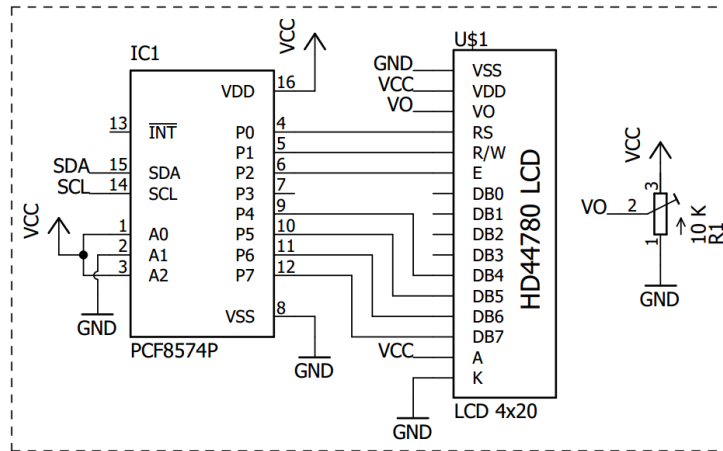 IC1
VCC
U$1
VDD
16
GND
VSS
VCC
VDD
VO
VO
13
INT
P0
4
RS
P1
5
R/W
SDA
15
SDA
P2
6
E
SCL
14
SCL
P3
7
DB0
P4
9
DB1
VCC
1
A0
P5
10
DB2
2
A1
P6
11
DB3
3
A2
P7
12
DB4
DB5
DB6
DB7
GND
VSS
8
GND
VCC
A
K
GND
PCF8574P
HD44780 LCD
LCD 4x20
VCC
3
VO
2
1
10 K
R1
GND